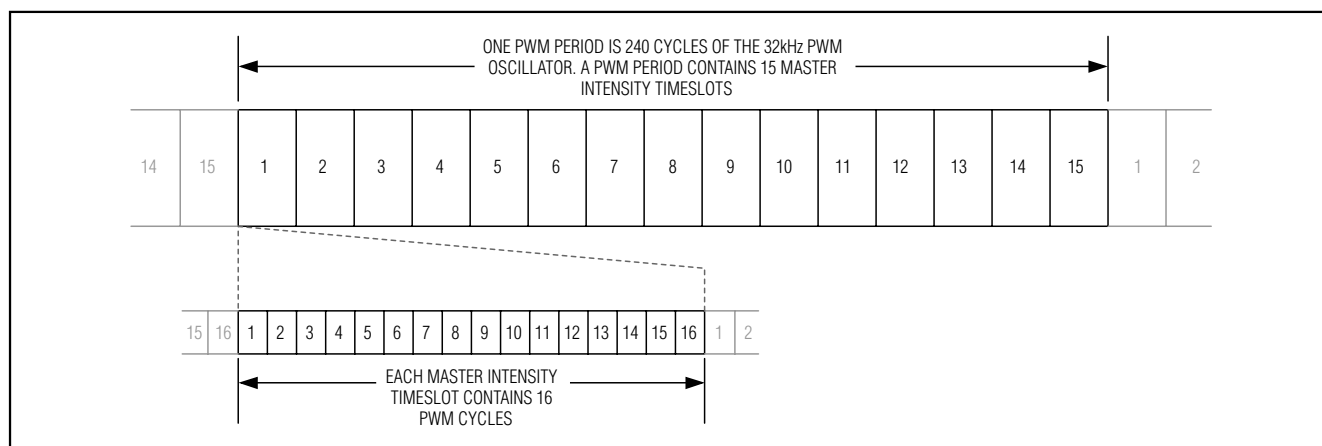 ONE PWM PERIOD IS 240 CYCLES OF THE 32kHz PWM
OSCILLATOR. A PWM PERIOD CONTAINS 15 MASTER
INTENSITY TIMESLOTS
14 15 1 2 3 4 5 6 7 8 9 10 11 12 13 14 15 1 2
15 16 1 2 3 4 5 6 7 8 9 10 11 12 13 14 15 16 1 2
EACH MASTER INTENSITY
TIMESLOT CONTAINS 16
PWM CYCLES